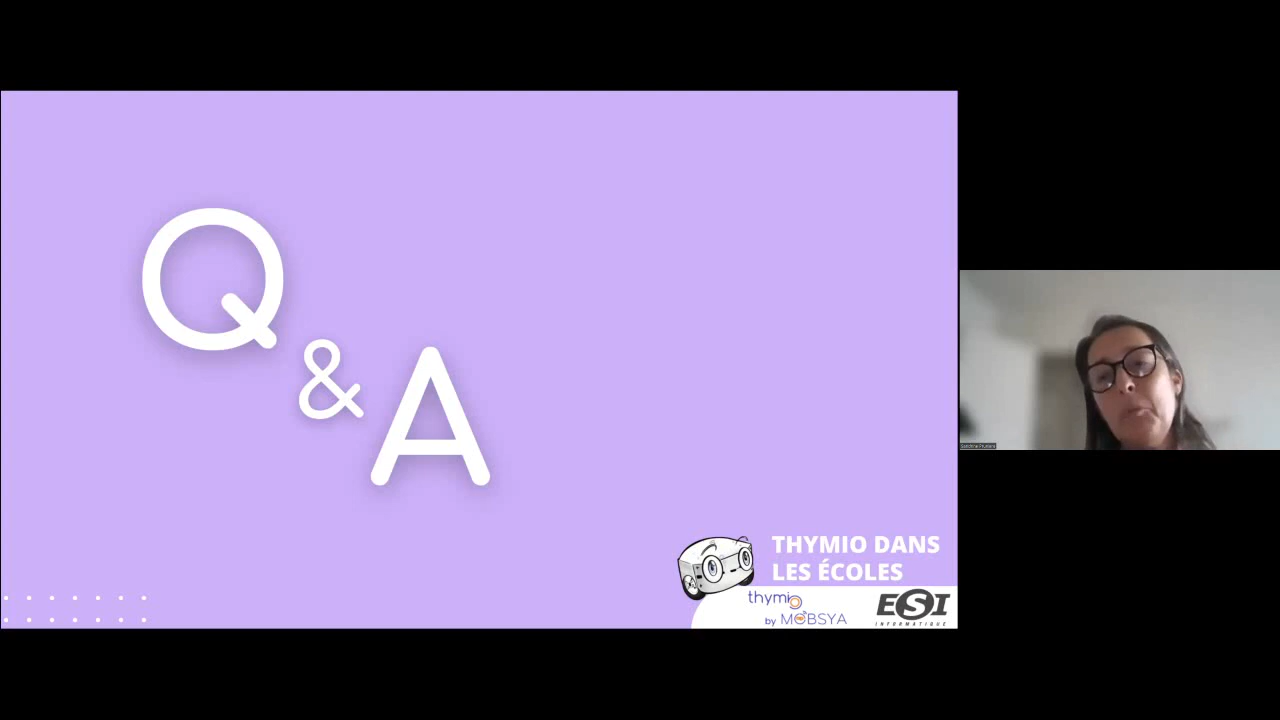 Q
&
A
THYMIO DANS
LES ÉCOLES
thymio
by MOBSYA
ESI
INFORMATIQUE